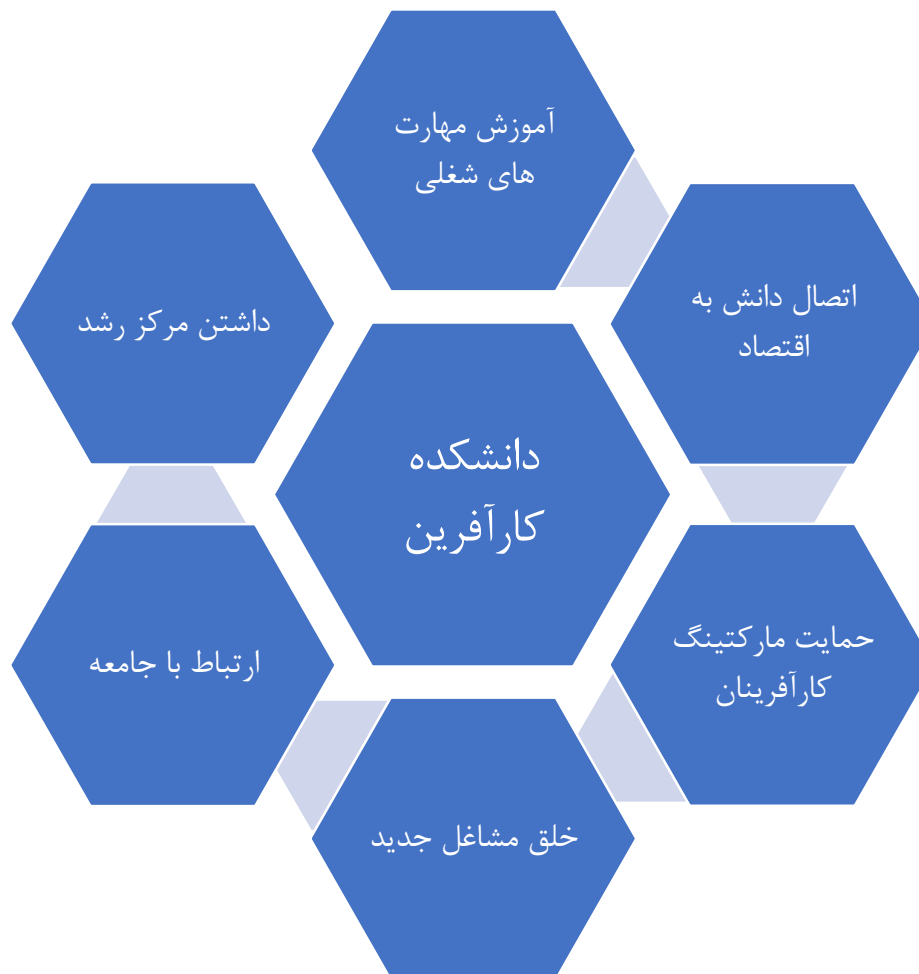 آموزش مهارت
های شغلی
اتصال دانش به
اقتصاد
داشتن مرکز رشد
دانشکده
کارآفرین
حمایت مارکتینگ
کارآفرینان
ارتباط با جامعه
خلق مشاغل جدید